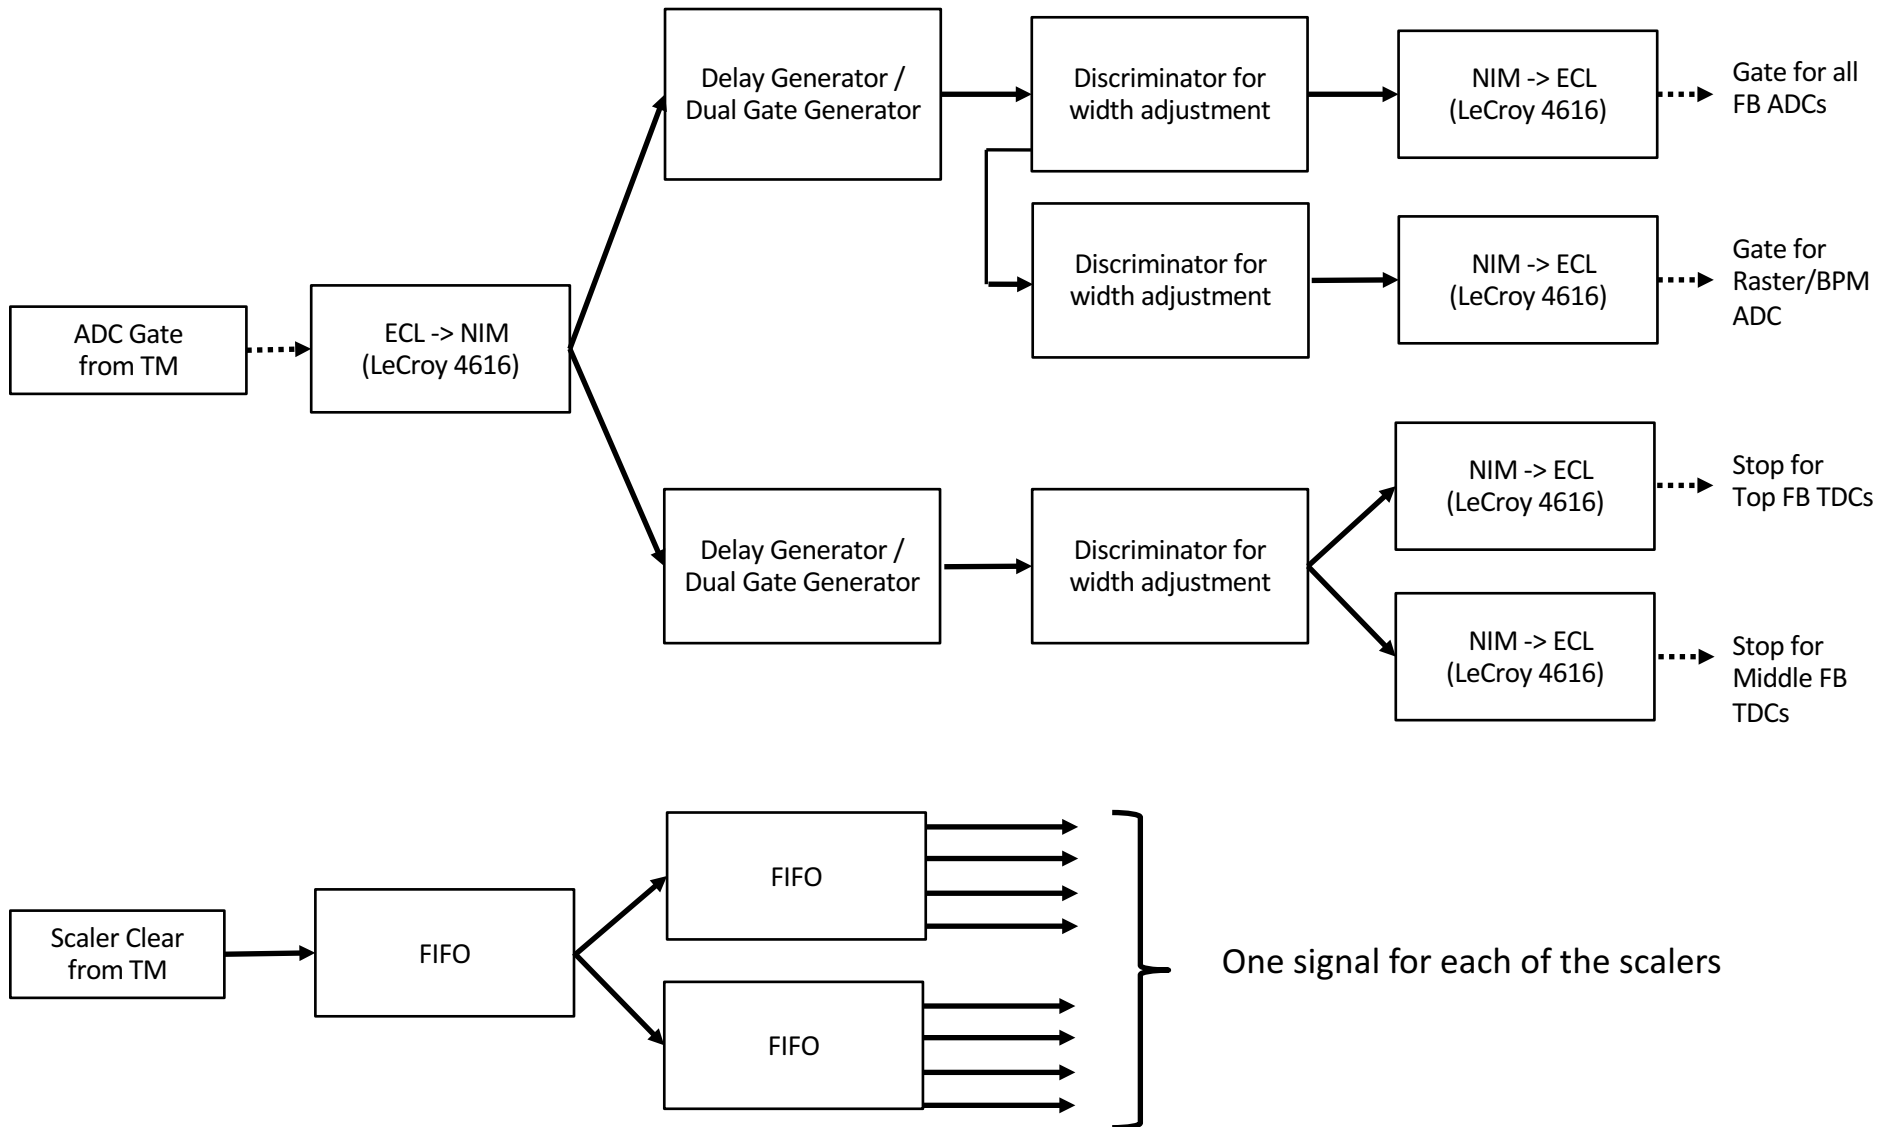 Delay Generator /
Dual Gate Generator
Discriminator for
width adjustment
NIM -> ECL
(LeCroy 4616)
Gate for all
FB ADCs
Discriminator for
width adjustment
NIM -> ECL
(LeCroy 4616)
Gate for
Raster/BPM
ADC
ADC Gate
from TM
ECL -> NIM
(LeCroy 4616)
Delay Generator /
Dual Gate Generator
Discriminator for
width adjustment
NIM -> ECL
(LeCroy 4616)
Stop for
Top FB TDCs
NIM -> ECL
(LeCroy 4616)
Stop for
Middle FB
TDCs
Scaler Clear
from TM
FIFO
FIFO
FIFO
One signal for each of the scalers